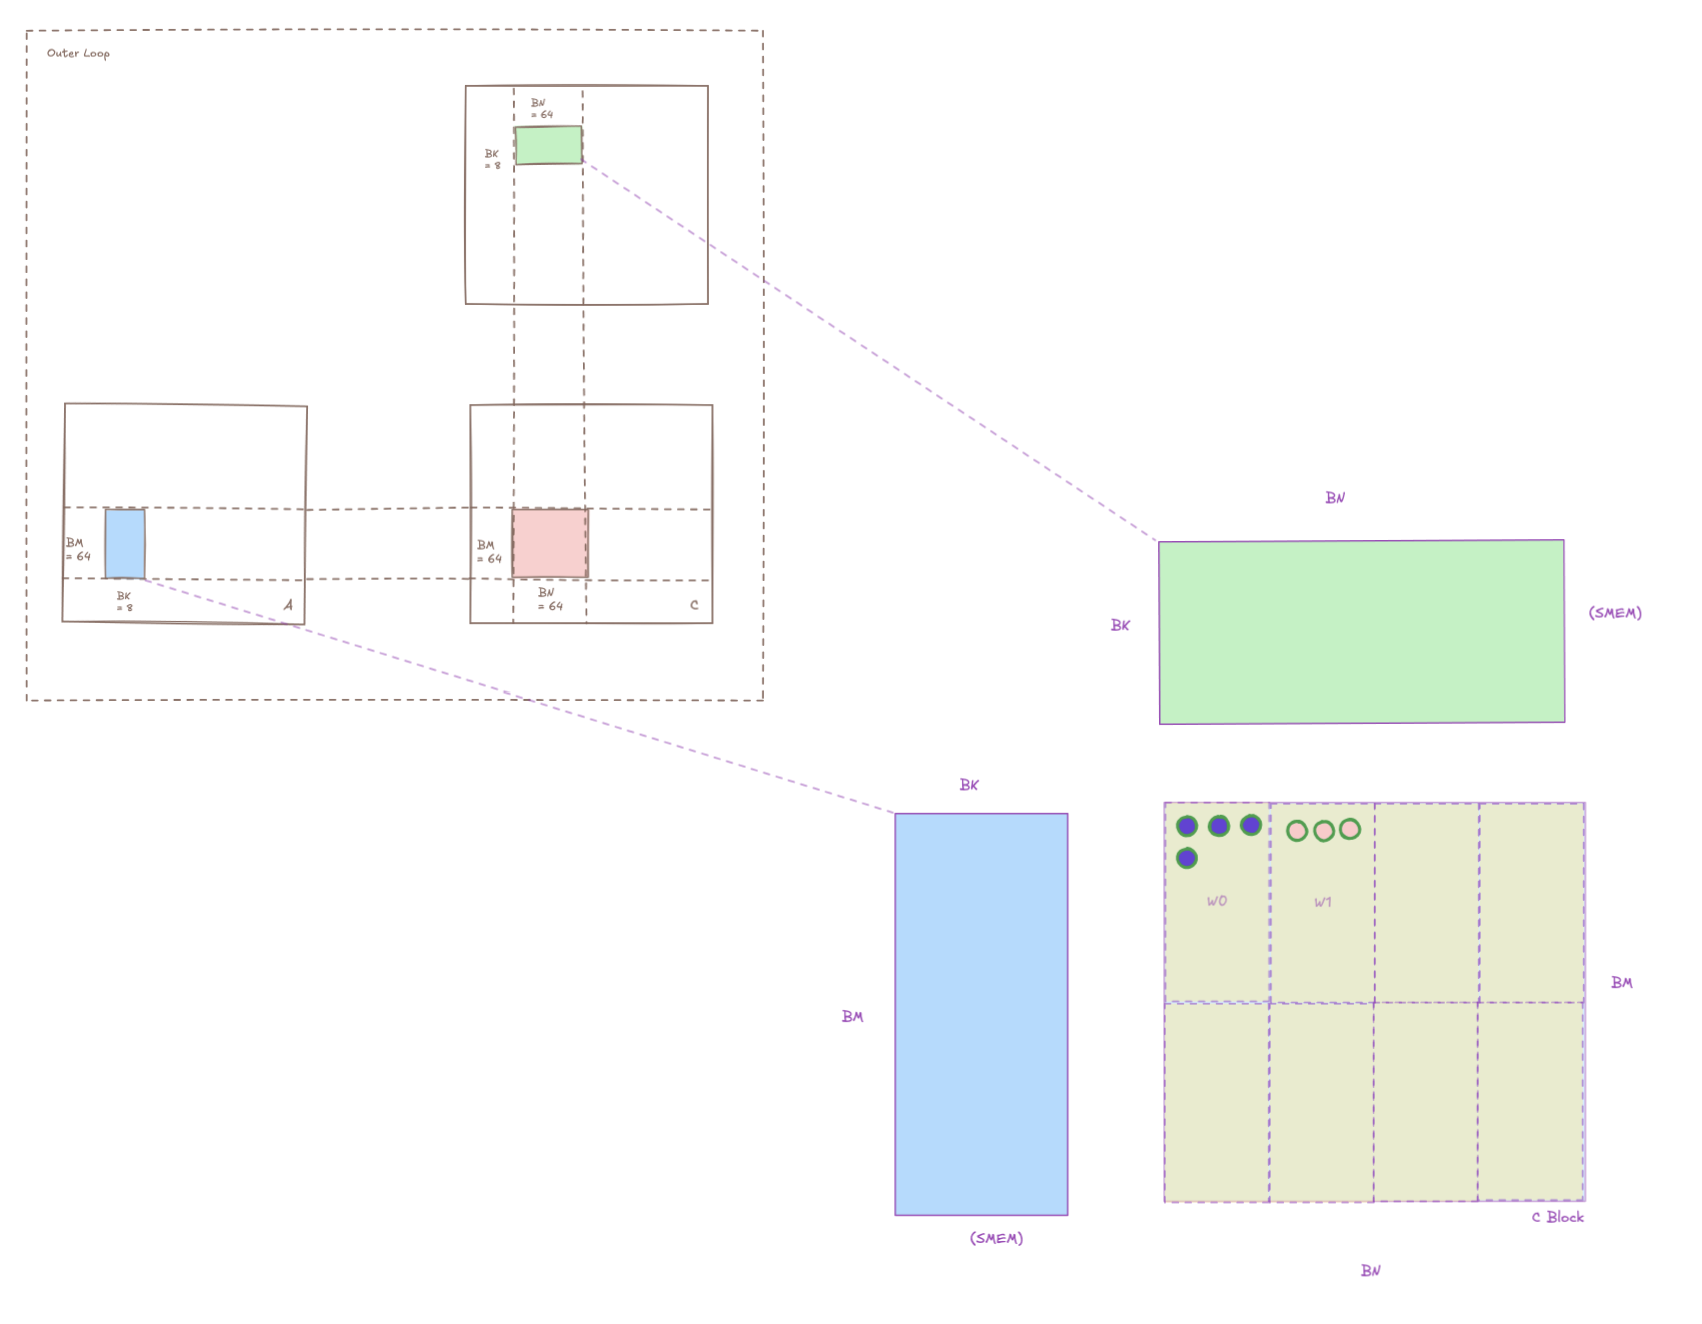 Outer Loop
BN
= 64
BK
= 8
BM
= 64
BK
= 8
A
BM
= 64
BN
= 64
C
BN
BK
(SMEM)
BK
BM
(SMEM)
W0
W1
BM
C Block
BN